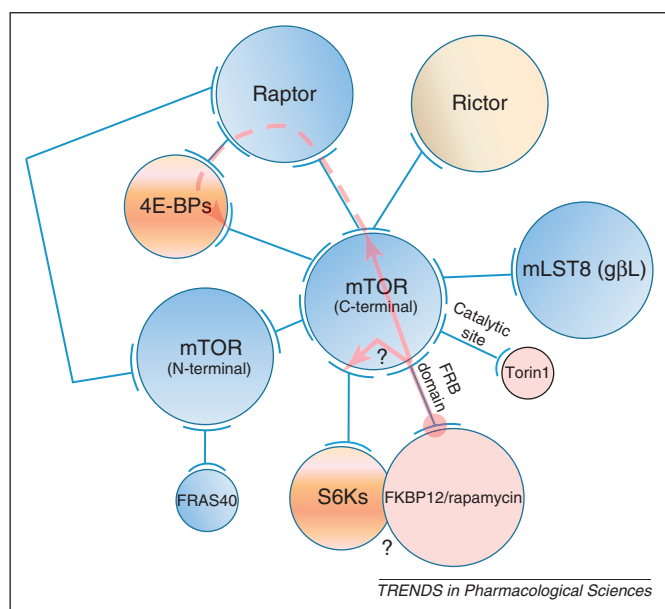 Raptor
Rictor
4E-BPs
mTOR
(C-terminal)
mLST8 (gβL)
Catalytic
site
Torin1
mTOR
(N-terminal)
?
FRB
domain
FRAS40
S6Ks
FKBP12/rapamycin
?
TRENDS in Pharmacological Sciences